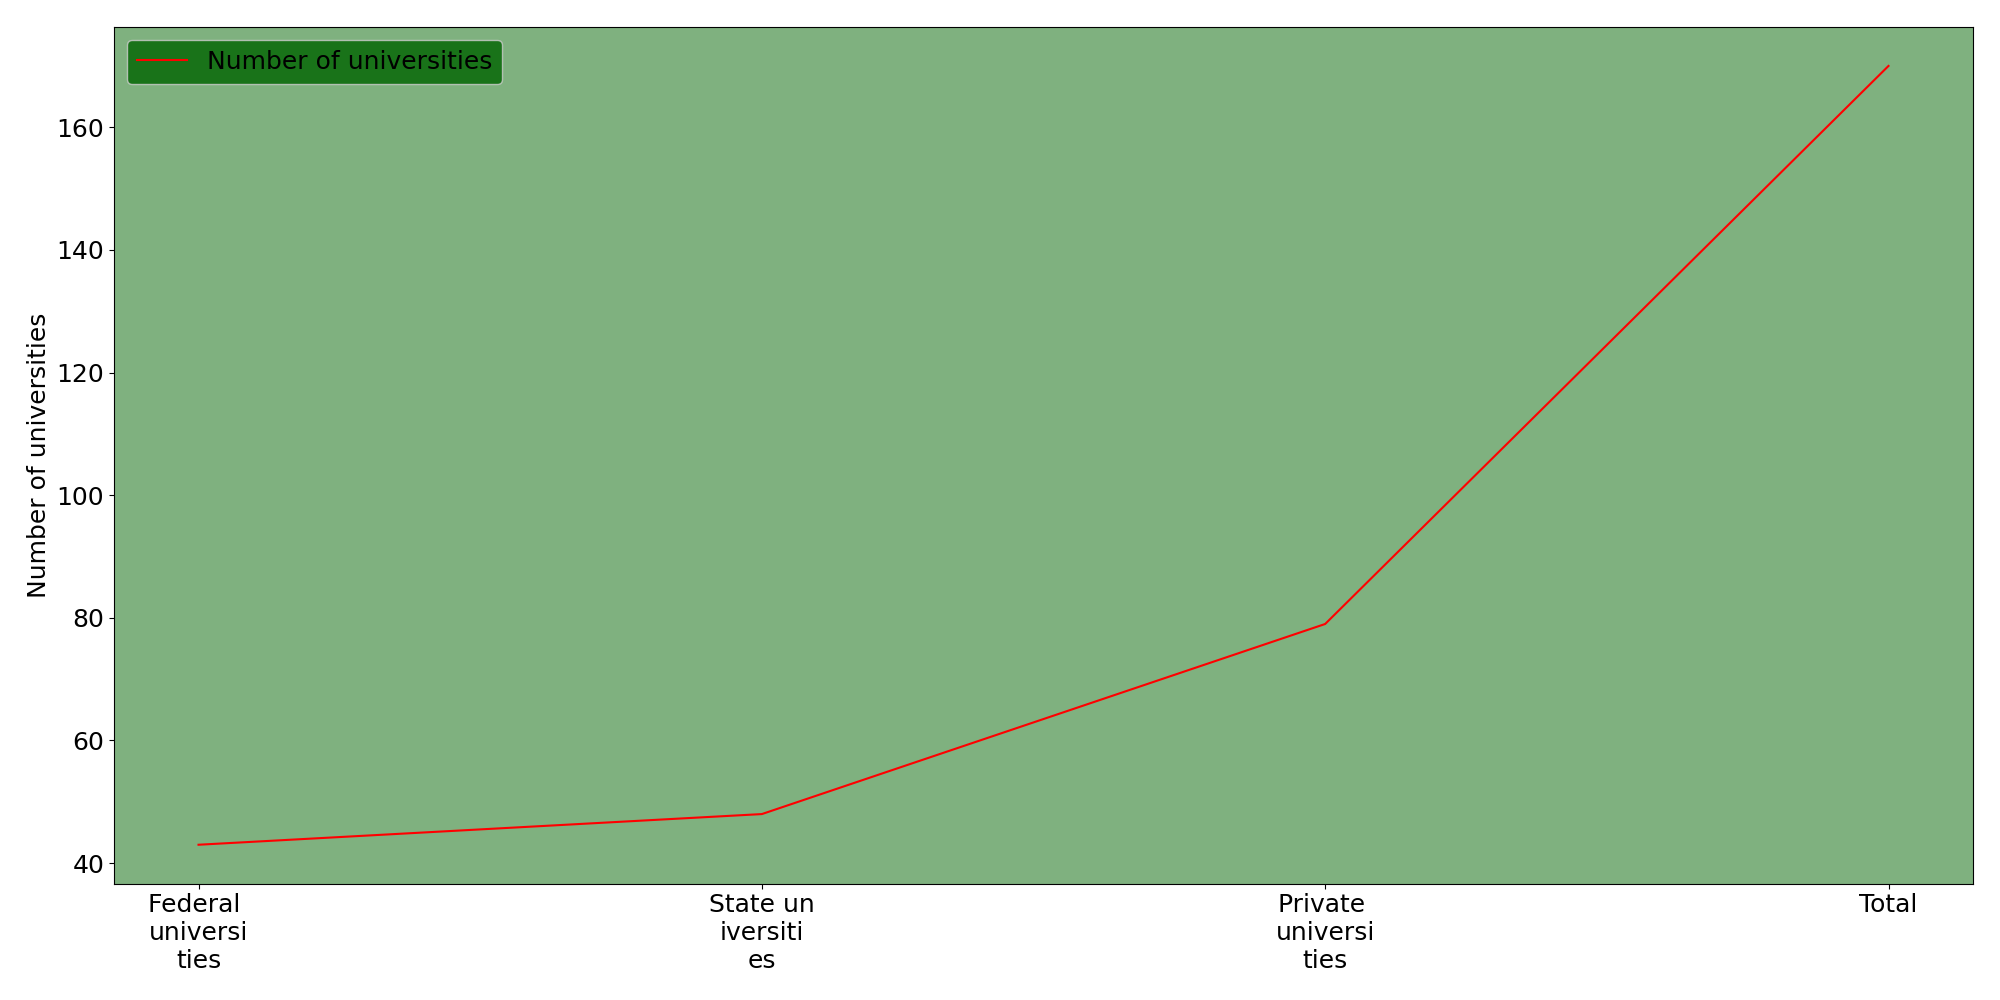 Number of universities
160
140
120
100
80
60
40
Number of universities
Federal
universi
ties
State un
iversiti
es
Private
universi
ties
Total